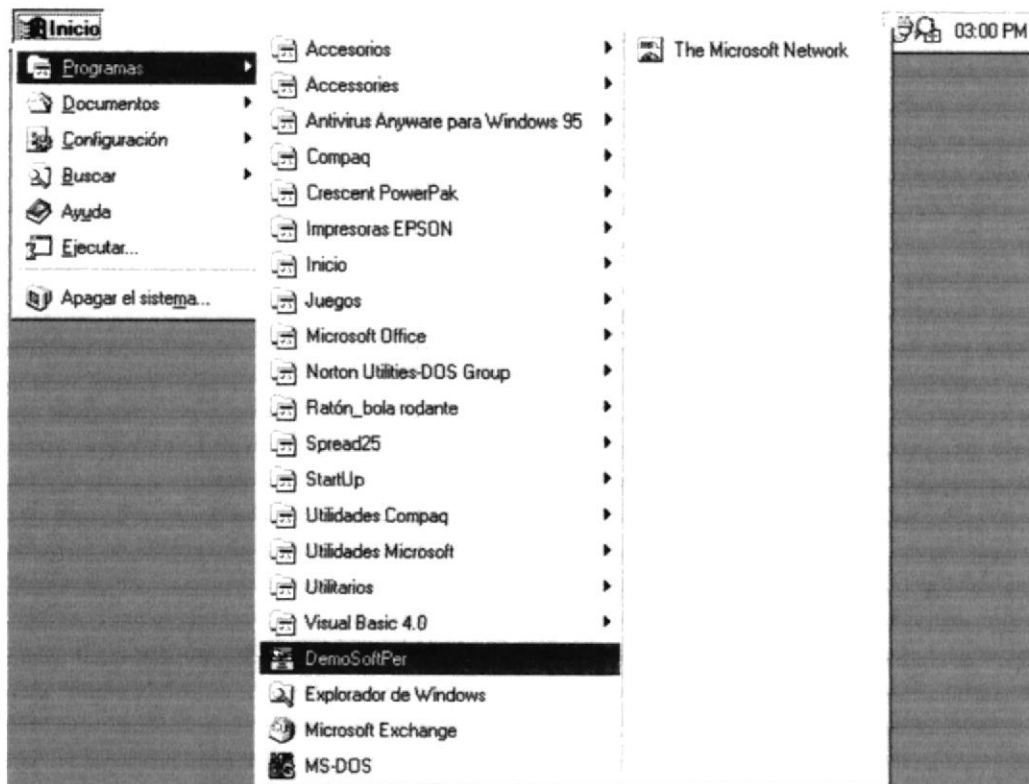 Inicio
Programas
Documentos
Configuración
Buscar
Ayuda
Ejecutar...
Apagar el sistema...
Accesorios
Accessories
Antivirus Anyware para Windows 95
Compaq
Crescent PowerPak
Impresoras EPSON
Inicio
Juegos
Microsoft Office
Norton Utilities-DOS Group
Ratón_bola rodante
Spread25
StartUp
Utilidades Compaq
Utilidades Microsoft
Utilitarios
Visual Basic 4.0
DemoSoftPer
Explorador de Windows
Microsoft Exchange
MS-DOS
The Microsoft Network
03:00 PM